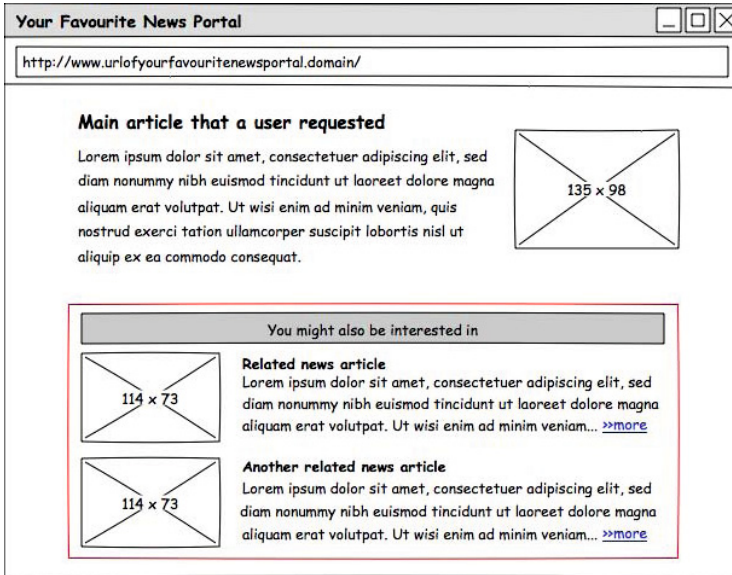 Your Favourite News Portal
http://www.urlofyourfavouritenewsportal.domain/
Main article that a user requested
Lorem ipsum dolor sit amet, consectetuer adipiscing elit, sed
diam nonummy nibh euismod tincidunt ut laoreet dolore magna
aliquam erat volutpat. Ut wisi enim ad minim veniam, quis
nostrud exerci tation ullamcorper suscipit lobortis nisl ut
aliquip ex ea commodo consequat.
135 x 98
You might also be interested in
114 x 73
Related news article
Lorem ipsum dolor sit amet, consectetuer adipiscing elit, sed
diam nonummy nibh euismod tincidunt ut laoreet dolore magna
aliquam erat volutpat. Ut wisi enim ad minim veniam... >>more
114 x 73
Another related news article
Lorem ipsum dolor sit amet, consectetuer adipiscing elit, sed
diam nonummy nibh euismod tincidunt ut laoreet dolore magna
aliquam erat volutpat. Ut wisi enim ad minim veniam... >>more